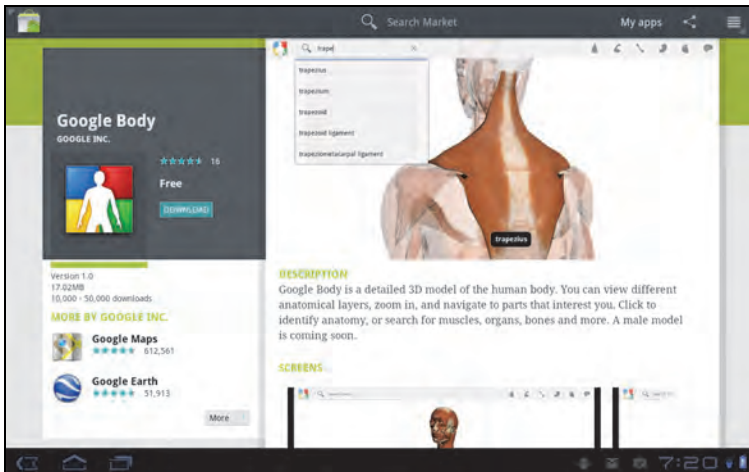 Search Market
My apps
Google Body
GOOGLE INC.
16
Free
DOWNLOAD
Version 1.0
17.02MB
10,000 - 50,000 downloads
MORE BY GOOGLE INC.
Google Maps
612,561
Google Earth
51,913
More
trape
trapezius
trapezium
trapezoid
trapezoid ligament
trapeziometacarpal ligament
trapezius
DESCRIPTION
Google Body is a detailed 3D model of the human body. You can view different
anatomical layers, zoom in, and navigate to parts that interest you. Click to
identify anatomy, or search for muscles, organs, bones and more. A male model
is coming soon.
SCREENS
7:20